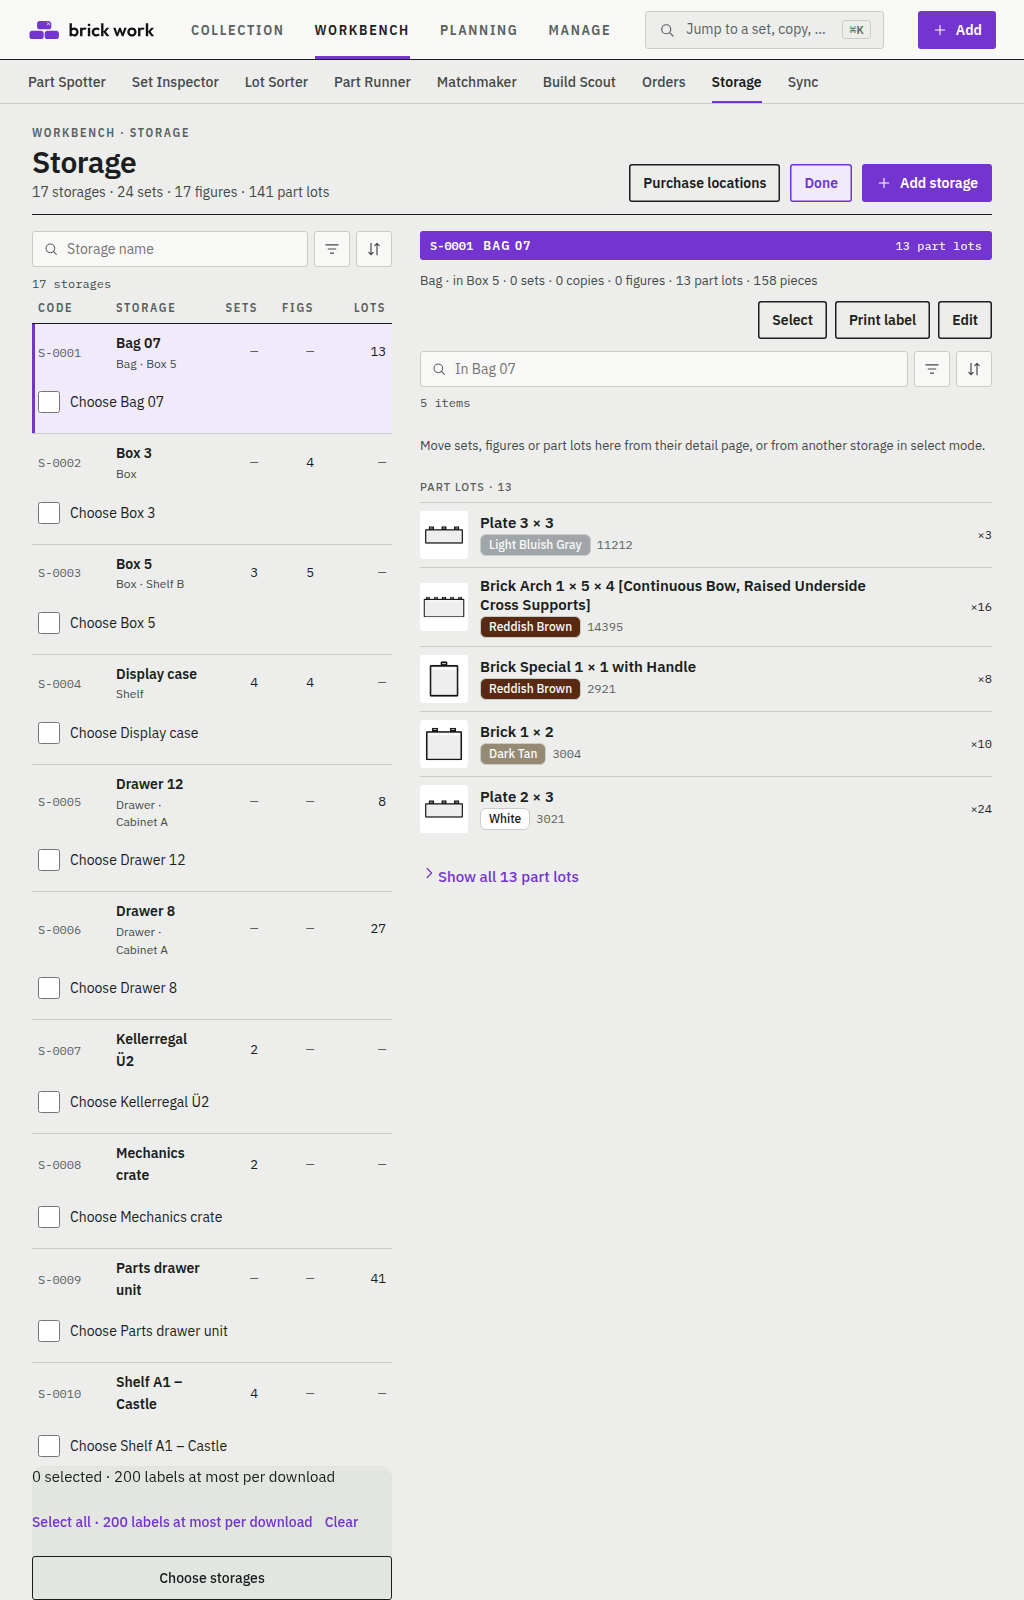 brick work
COLLECTION
WORKBENCH
PLANNING
MANAGE
Jump to a set, copy, ...
⌘K
+ Add
Part Spotter
Set Inspector
Lot Sorter
Part Runner
Matchmaker
Build Scout
Orders
Storage
Sync
WORKBENCH · STORAGE
Storage
17 storages · 24 sets · 17 figures · 141 part lots
Purchase locations
Done
+ Add storage
Storage name
17 storages
CODE STORAGE SETS FIGS LOTS
S-0001 Bag 07 — — 13
Bag · Box 5
Choose Bag 07
S-0002 Box 3 — 4 —
Box
Choose Box 3
S-0003 Box 5 3 5 —
Box · Shelf B
Choose Box 5
S-0004 Display case 4 4 —
Shelf
Choose Display case
S-0005 Drawer 12 — — 8
Drawer ·
Cabinet A
Choose Drawer 12
S-0006 Drawer 8 — — 27
Drawer ·
Cabinet A
Choose Drawer 8
S-0007 Kellerregal 2 — —
Ü2
Choose Kellerregal Ü2
S-0008 Mechanics 2 — —
crate
Choose Mechanics crate
S-0009 Parts drawer — — 41
unit
Choose Parts drawer unit
S-0010 Shelf A1 – 4 — —
Castle
Choose Shelf A1 – Castle
0 selected · 200 labels at most per download
Select all · 200 labels at most per download Clear
Choose storages
S-0001 BAG 07 13 part lots
Bag · in Box 5 · 0 sets · 0 copies · 0 figures · 13 part lots · 158 pieces
Select
Print label
Edit
In Bag 07
5 items
Move sets, figures or part lots here from their detail page, or from another storage in select mode.
PART LOTS · 13
Plate 3 × 3
Light Bluish Gray 11212 ×3
Brick Arch 1 × 5 × 4 [Continuous Bow, Raised Underside
Cross Supports]
Reddish Brown 14395 ×16
Brick Special 1 × 1 with Handle
Reddish Brown 2921 ×8
Brick 1 × 2
Dark Tan 3004 ×10
Plate 2 × 3
White 3021 ×24
Show all 13 part lots